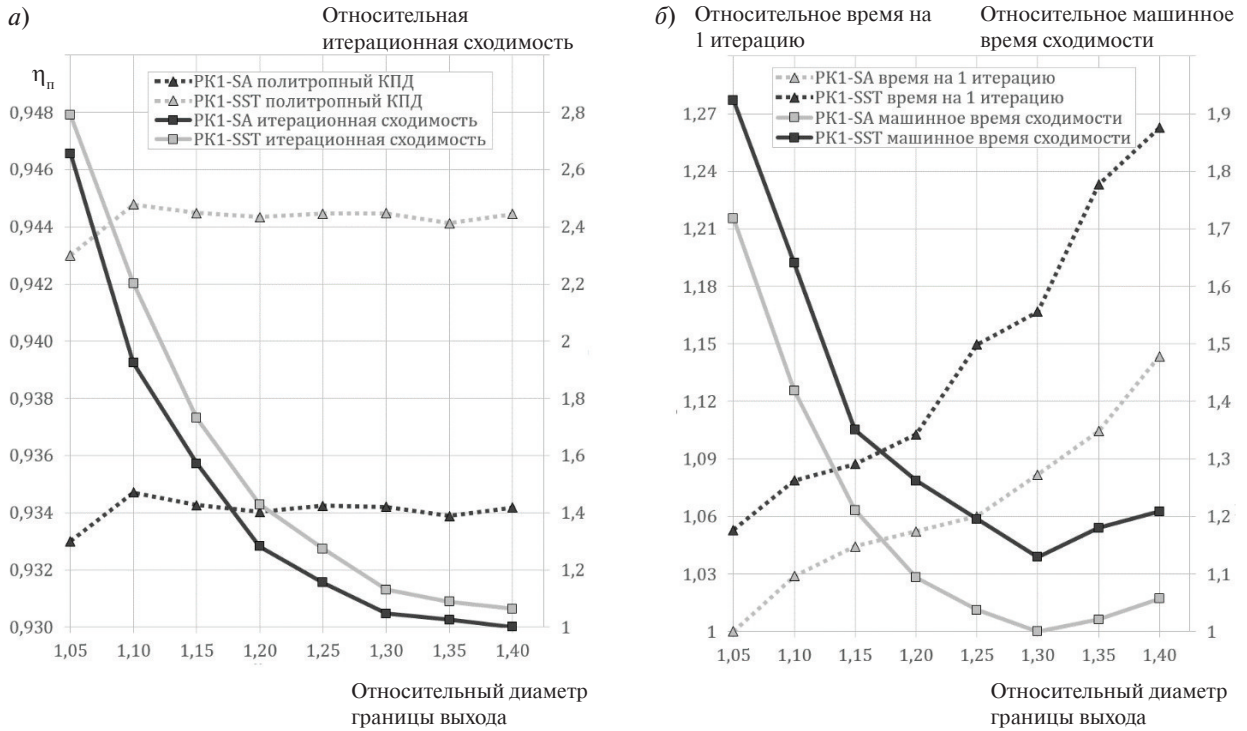 а)
Относительная
итерационная сходимость
ηп
РК1-SA политропный КПД
РК1-SST политропный КПД
РК1-SA итерационная сходимость
РК1-SST итерационная сходимость
0,948
0,946
0,944
0,942
0,940
0,938
0,936
0,934
0,932
0,930
2,8
2,6
2,4
2,2
2
1,8
1,6
1,4
1,2
1
1,05 1,10 1,15 1,20 1,25 1,30 1,35 1,40
Относительный диаметр
границы выхода
б)
Относительное время на
1 итерацию
Относительное машинное
время сходимости
РК1-SA время на 1 итерацию
РК1-SST время на 1 итерацию
РК1-SA машинное время сходимости
РК1-SST машинное время сходимости
1,27
1,24
1,21
1,18
1,15
1,12
1,09
1,06
1,03
1
1,9
1,8
1,7
1,6
1,5
1,4
1,3
1,2
1,1
1
1,05 1,10 1,15 1,20 1,25 1,30 1,35 1,40
Относительный диаметр
границы выхода